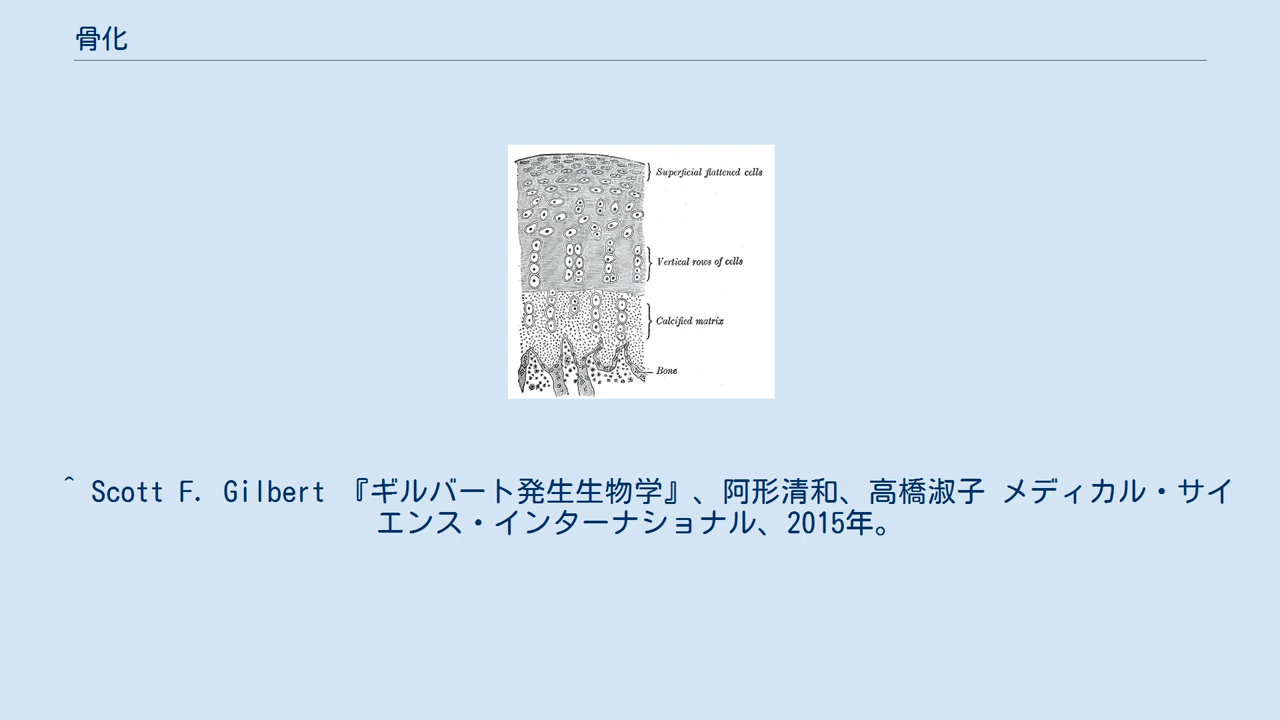 骨化
Superficial flattened cells
Vertical rows of cells
Calcified matrix
Bone
^ Scott F. Gilbert 『ギルバート発生生物学』、阿形清和、高橋淑子 メディカル・サイ
エンス・インターナショナル、2015年。